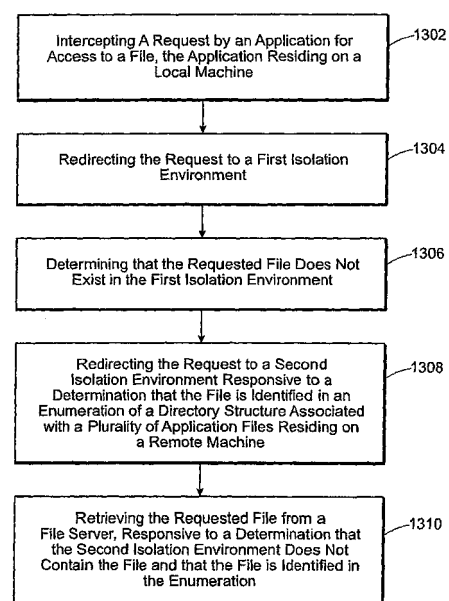 Intercepting A Request by an Application for
Access to a File, the Application Residing on a
Local Machine
1302
Redirecting the Request to a First Isolation
Environment
1304
Determining that the Requested File Does Not
Exist in the First Isolation Environment
1306
Redirecting the Request to a Second
Isolation Environment Responsive to a
Determination that the File is Identified in an
Enumeration of a Directory Structure Associated
with a Plurality of Application Files Residing on
a Remote Machine
1308
Retrieving the Requested File from a
File Server, Responsive to a Determination that
the Second Isolation Environment Does Not
Contain the File and that the File is Identified in
the Enumeration
1310